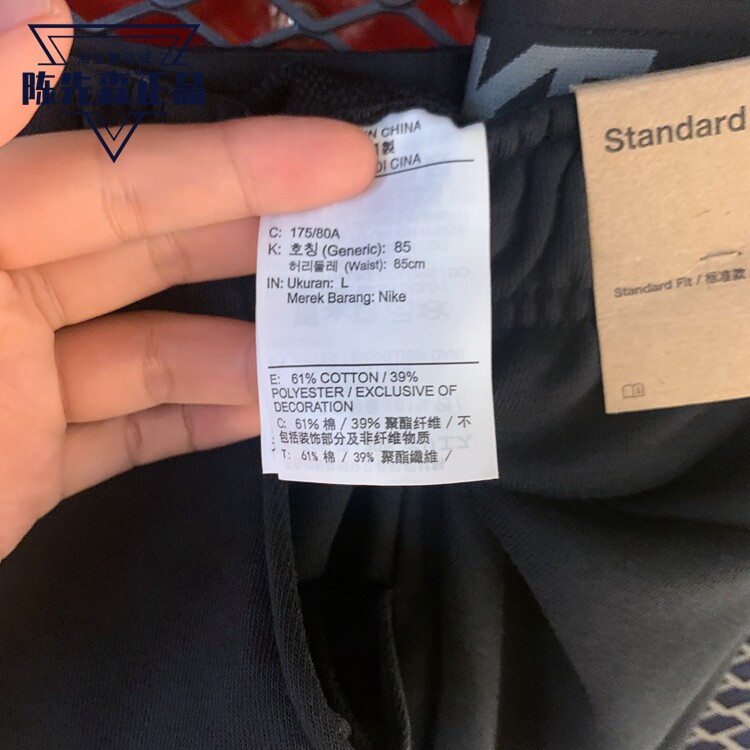 陈先森正品
Standard
IN CHINA
製
DI CINA
C: 175/80A
K: 호칭 (Generic): 85
허리둘레 (Waist): 85cm
IN: Ukuran: L
Merek Barang: Nike
Standard Fit / 标准款
E: 61% COTTON / 39%
POLYESTER / EXCLUSIVE OF
DECORATION
C: 61% 棉 / 39% 聚酯纤维 / 不
包括装饰部分及非纤维物质
T: 61% 棉 / 39% 聚酯纖維 /